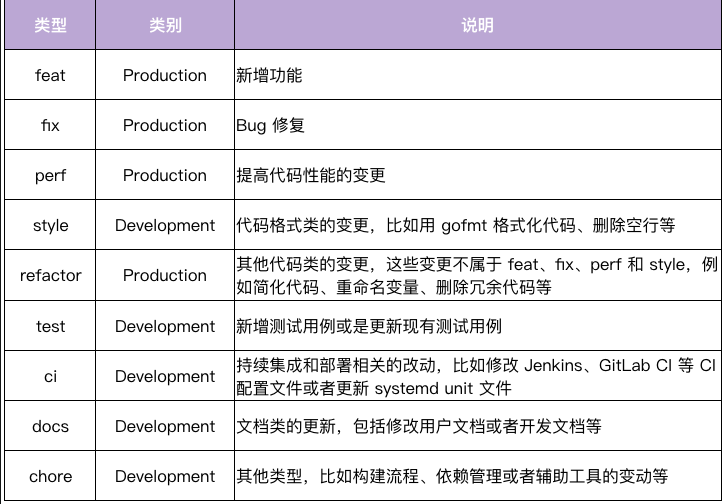 类型 类别 说明
feat Production 新增功能
fix Production Bug 修复
perf Production 提高代码性能的变更
style Development 代码格式类的变更，比如用 gofmt 格式化代码、删除空行等
refactor Production 其他代码类的变更，这些变更不属于 feat、fix、perf 和 style，例
如简化代码、重命名变量、删除冗余代码等
test Development 新增测试用例或是更新现有测试用例
ci Development 持续集成和部署相关的改动，比如修改 Jenkins、GitLab CI 等 CI
配置文件或者更新 systemd unit 文件
docs Development 文档类的更新，包括修改用户文档或者开发文档等
chore Development 其他类型，比如构建流程、依赖管理或者辅助工具的变动等